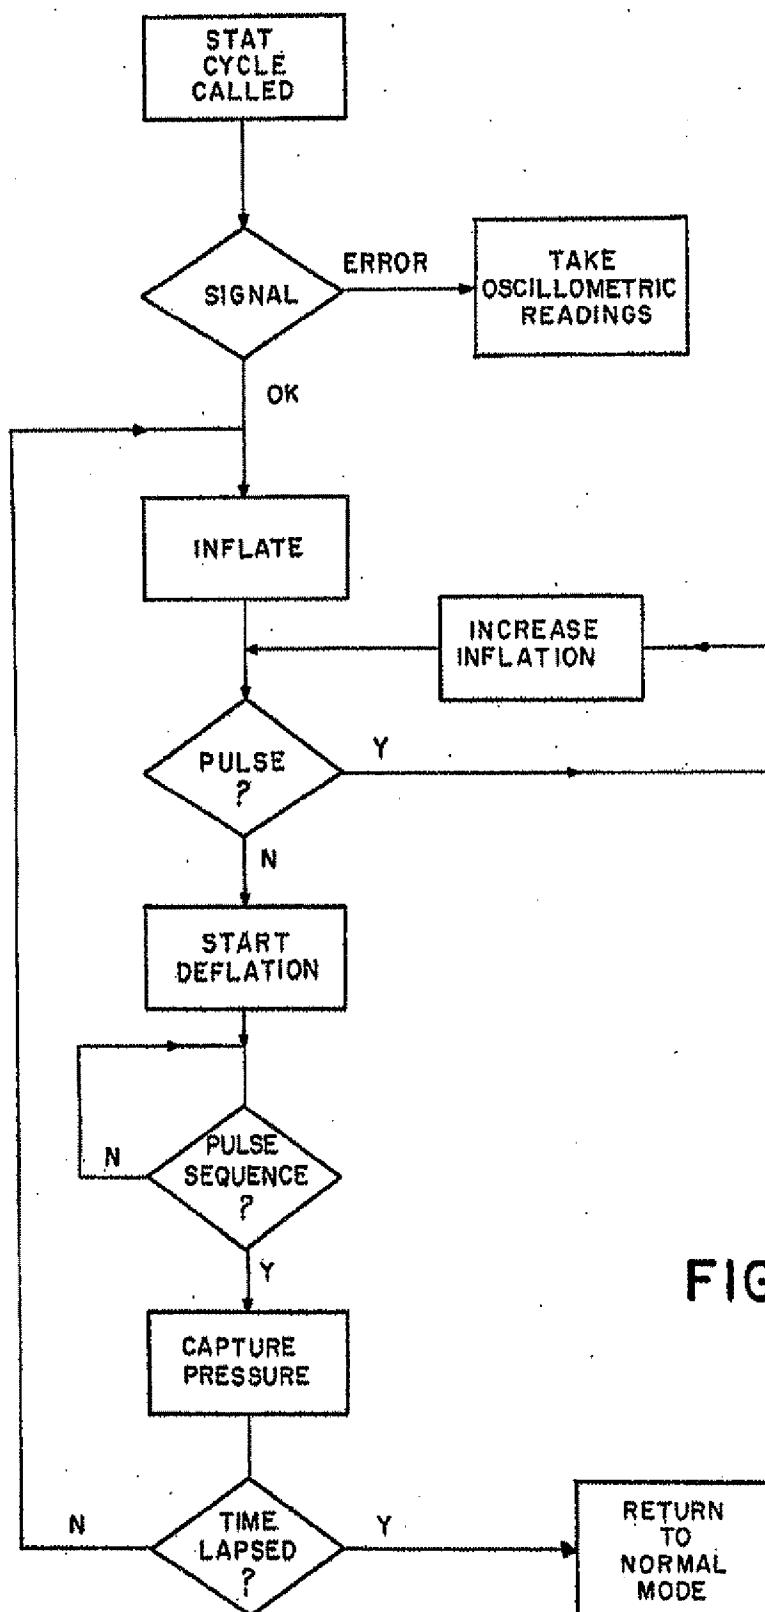 STAT
CYCLE
CALLED
SIGNAL
ERROR
TAKE
OSCILLOMETRIC
READINGS
OK
INFLATE
INCREASE
INFLATION
PULSE
?
Y
N
START
DEFLATION
PULSE
SEQUENCE
?
N
Y
FIG
CAPTURE
PRESSURE
TIME
LAPSED
?
N
Y
RETURN
TO
NORMAL
MODE